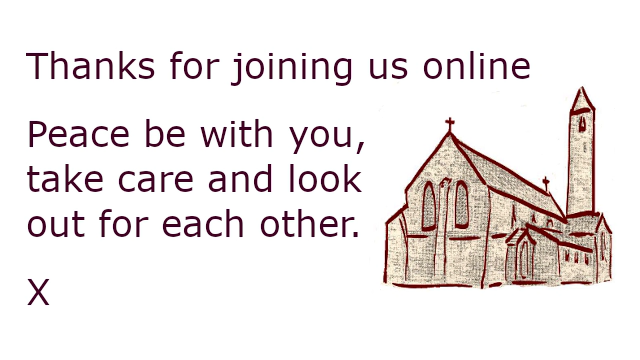 Thanks for joining us online
Peace be with you,
take care and look
out for each other.
X